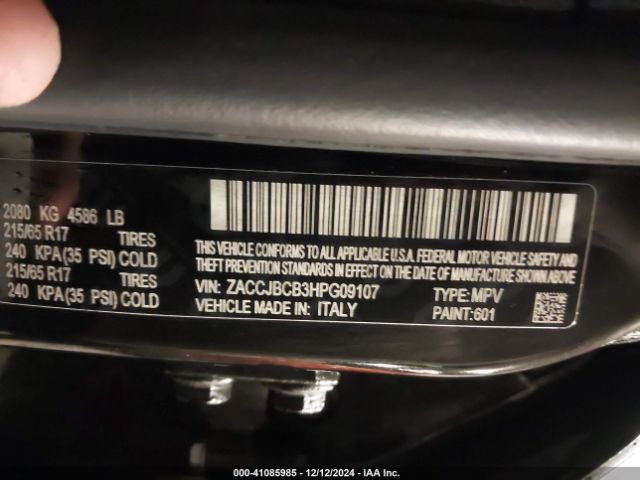 2080 KG 4586 LB
215/65 R17 TIRES
240 KPA(35 PSI) COLD
215/65 R17 TIRES
240 KPA(35 PSI) COLD
THIS VEHICLE CONFORMS TO ALL APPLICABLE U.S.A. FEDERAL MOTOR VEHICLE SAFETY AND
THEFT PREVENTION STANDARDS IN EFFECT ON THE DATE OF MANUFACTURE SHOWN ABOVE
VIN: ZACCJBCB3HPG09107 TYPE: MPV
VEHICLE MADE IN: ITALY PAINT:601
000-41085985 - 12/12/2024 - IAA Inc.